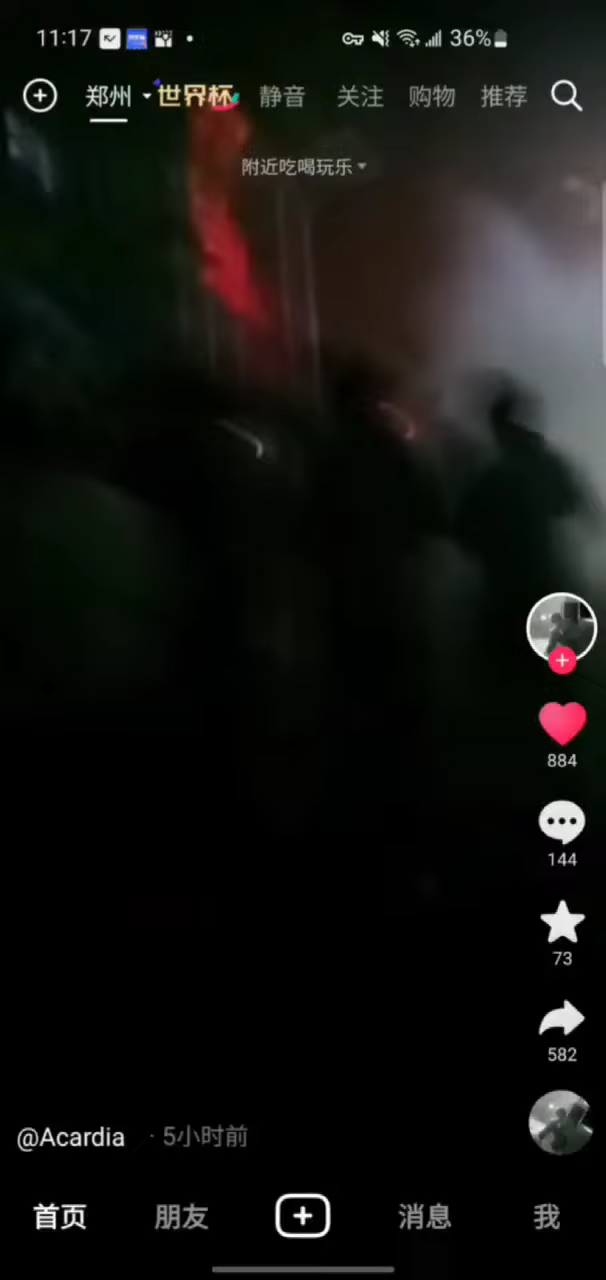 11:17 36%
郑州 世界杯 静音 关注 购物 推荐
附近吃喝玩乐
884
144
73
582
@Acardia · 5小时前
首页 朋友 消息 我